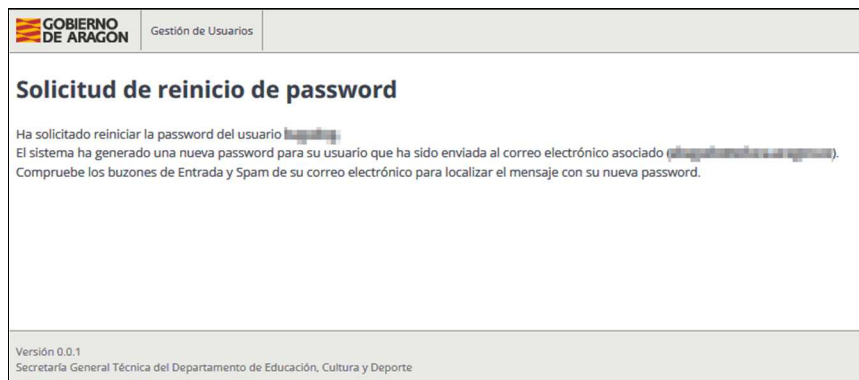 GOBIERNO
DE ARAGON
Gestión de Usuarios
Solicitud de reinicio de password
Ha solicitado reiniciar la password del usuario
El sistema ha generado una nueva password para su usuario que ha sido enviada al correo electrónico asociado ( ).
Compruebe los buzones de Entrada y Spam de su correo electrónico para localizar el mensaje con su nueva password.
Versión 0.0.1
Secretaría General Técnica del Departamento de Educación, Cultura y Deporte